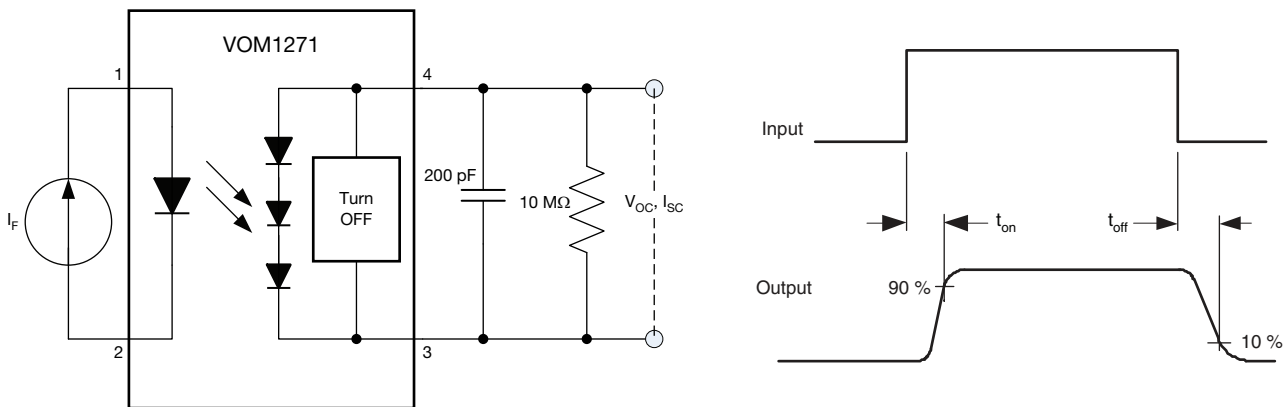 VOM1271
1
4
I_F
Turn
OFF
200 pF
10 MΩ
V_OC, I_SC
2
3
Input
t_on
t_off
Output
90 %
10 %